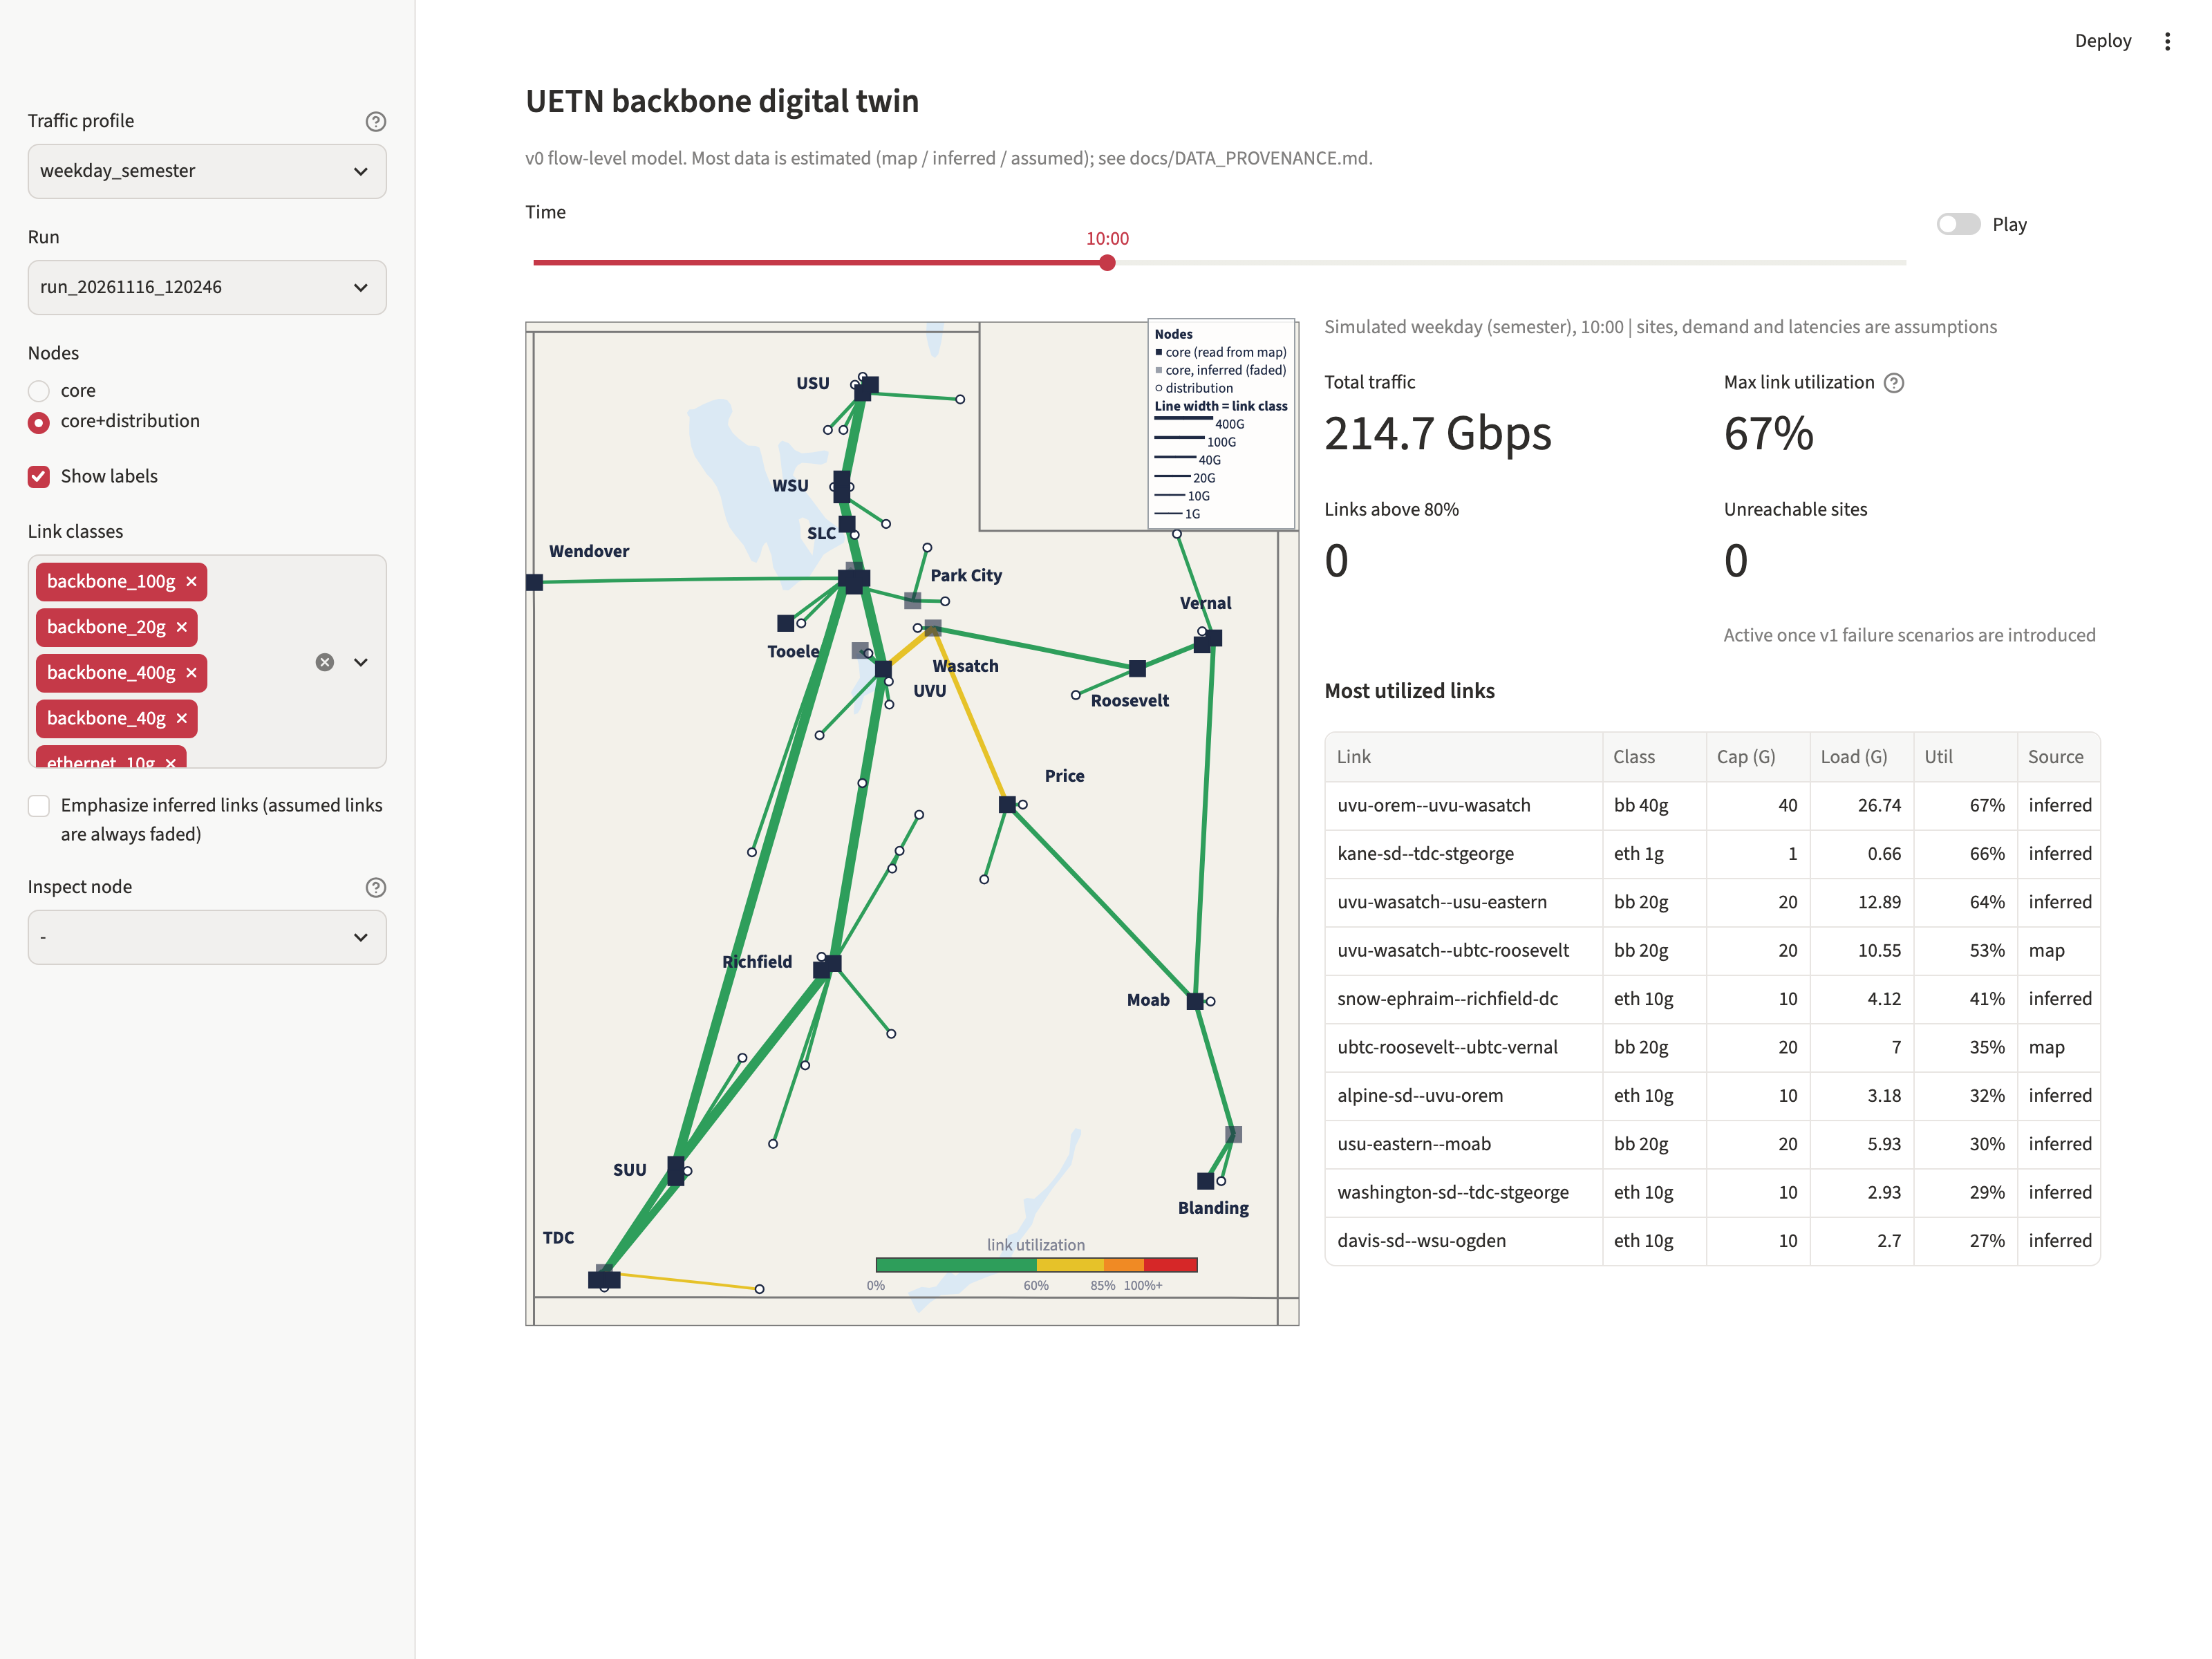 Deploy
Traffic profile
weekday_semester
Run
run_20261116_120246
Nodes
core
core+distribution
Show labels
Link classes
backbone_100g ×
backbone_20g ×
backbone_400g ×
backbone_40g ×
ethernet_10g ×
Emphasize inferred links (assumed links
are always faded)
Inspect node
-
UETN backbone digital twin
v0 flow-level model. Most data is estimated (map / inferred / assumed); see docs/DATA_PROVENANCE.md.
Time
10:00
Play
Nodes
core (read from map)
core, inferred (faded)
distribution
Line width = link class
400G
100G
40G
20G
10G
1G
USU
WSU
SLC
Wendover
Park City
Vernal
Tooele
Wasatch
UVU
Roosevelt
Price
Richfield
Moab
SUU
Blanding
TDC
link utilization
0% 60% 85% 100%+
Simulated weekday (semester), 10:00 | sites, demand and latencies are assumptions
Total traffic
214.7 Gbps
Max link utilization
67%
Links above 80%
0
Unreachable sites
0
Active once v1 failure scenarios are introduced
Most utilized links
Link Class Cap (G) Load (G) Util Source
uvu-orem--uvu-wasatch bb 40g 40 26.74 67% inferred
kane-sd--tdc-stgeorge eth 1g 1 0.66 66% inferred
uvu-wasatch--usu-eastern bb 20g 20 12.89 64% inferred
uvu-wasatch--ubtc-roosevelt bb 20g 20 10.55 53% map
snow-ephraim--richfield-dc eth 10g 10 4.12 41% inferred
ubtc-roosevelt--ubtc-vernal bb 20g 20 7 35% map
alpine-sd--uvu-orem eth 10g 10 3.18 32% inferred
usu-eastern--moab bb 20g 20 5.93 30% inferred
washington-sd--tdc-stgeorge eth 10g 10 2.93 29% inferred
davis-sd--wsu-ogden eth 10g 10 2.7 27% inferred